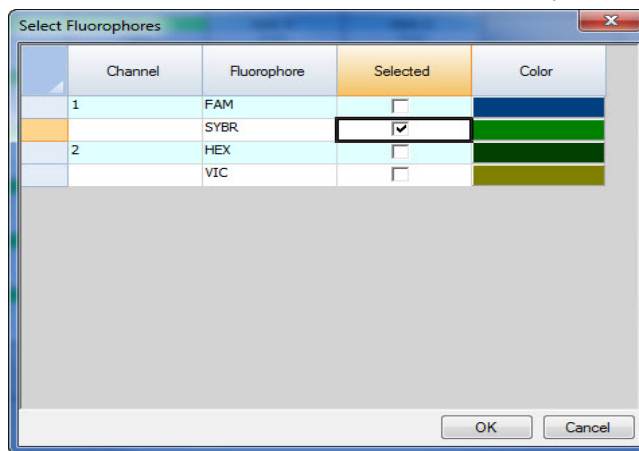 Select Fluorophores
Channel Fluorophore Selected Color
1 FAM
SYBR
2 HEX
VIC
OK Cancel